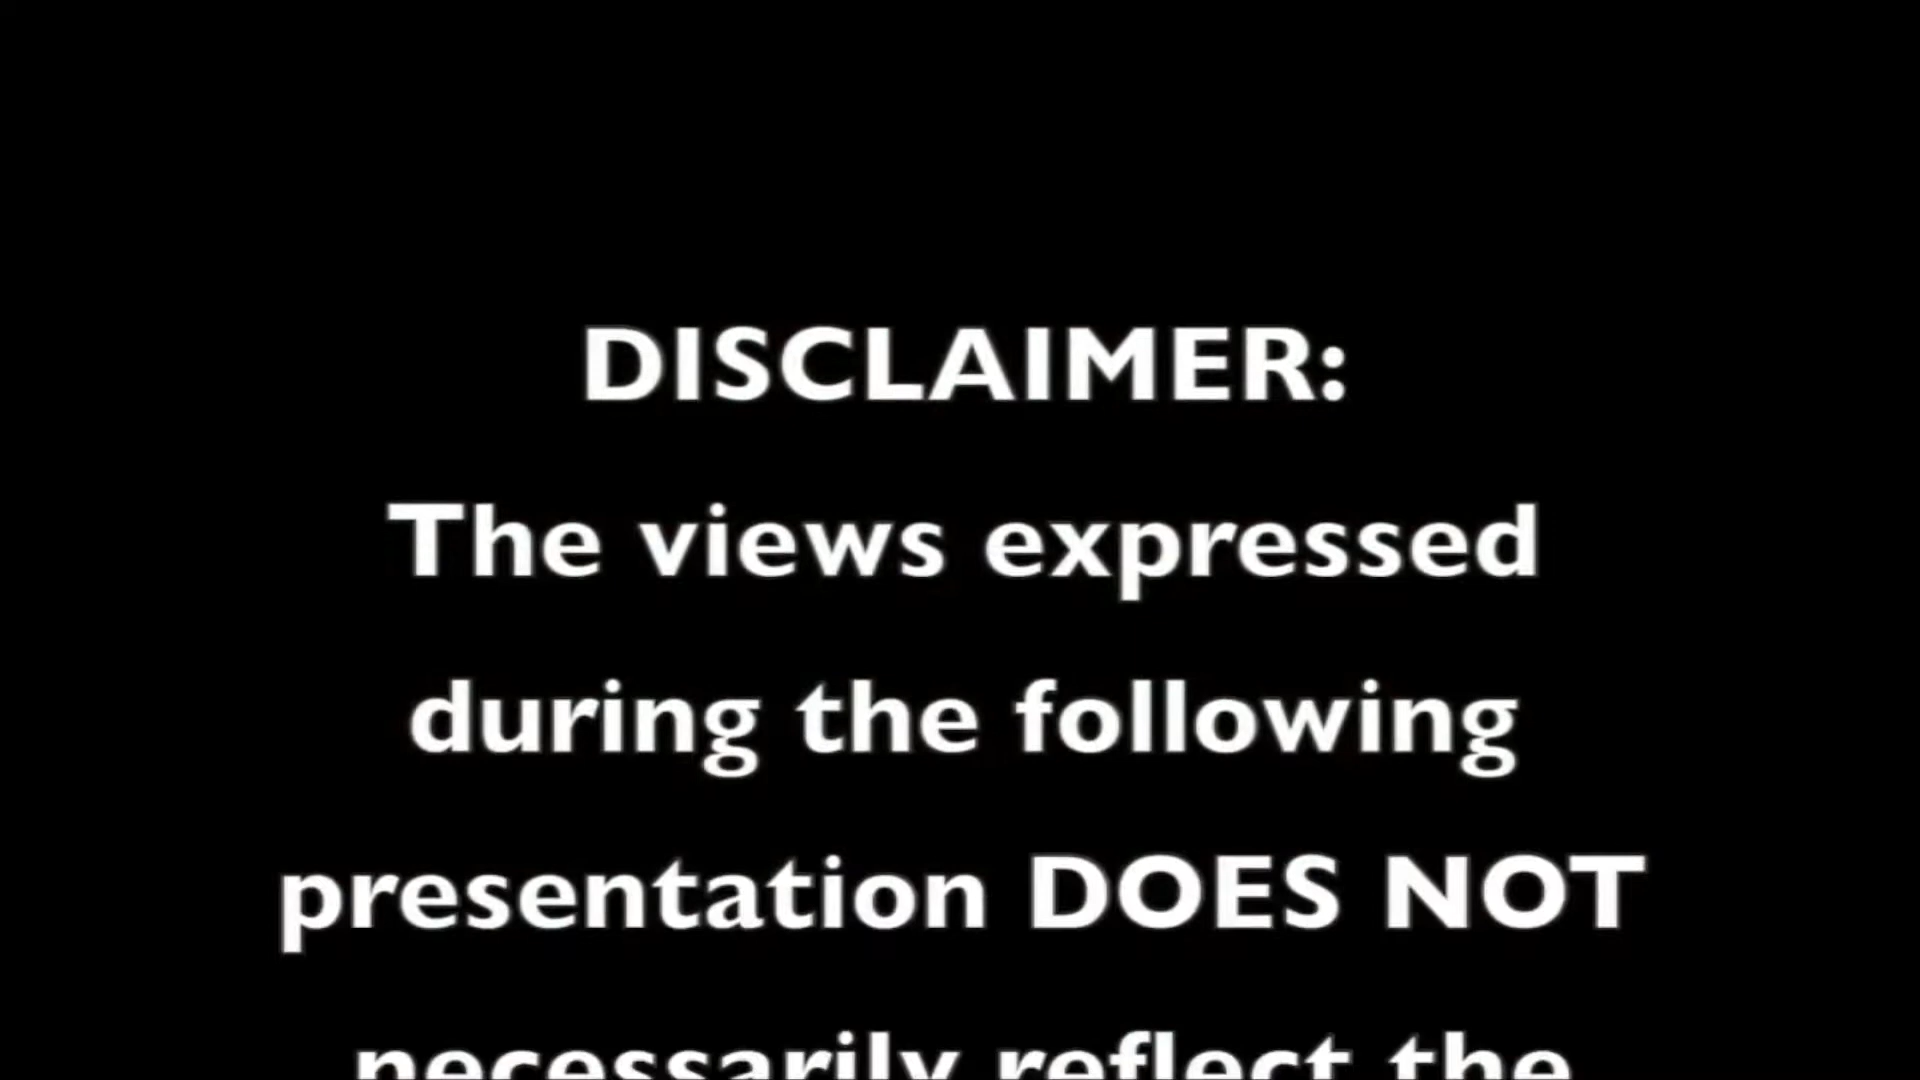 DISCLAIMER:
The views expressed
during the following
presentation DOES NOT
necessarily reflect the